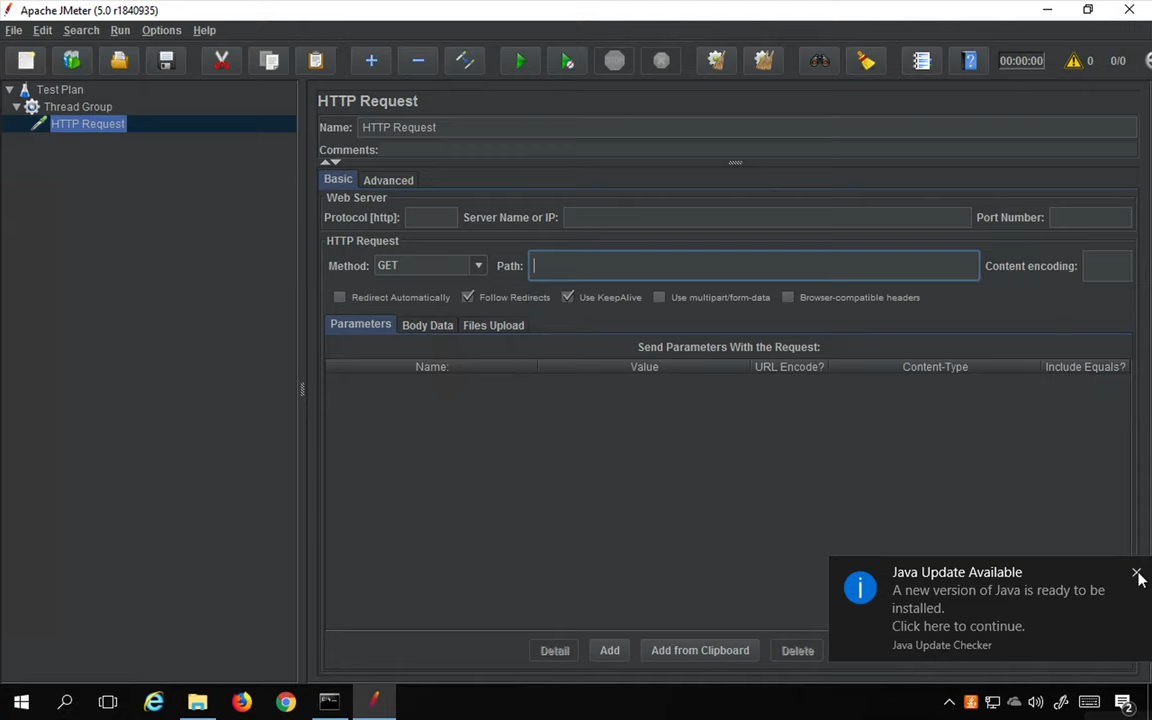 Apache JMeter (5.0 r1840935)
File Edit Search Run Options Help
00:00:00 0 0/0
Test Plan
Thread Group
HTTP Request
HTTP Request
Name: HTTP Request
Comments:
Basic Advanced
Web Server
Protocol [http]: Server Name or IP: Port Number:
HTTP Request
Method: GET Path: Content encoding:
Redirect Automatically Follow Redirects Use KeepAlive Use multipart/form-data Browser-compatible headers
Parameters Body Data Files Upload
Send Parameters With the Request:
Name: Value URL Encode? Content-Type Include Equals?
Detail Add Add from Clipboard Delete
Java Update Available
A new version of Java is ready to be
installed.
Click here to continue.
Java Update Checker
2